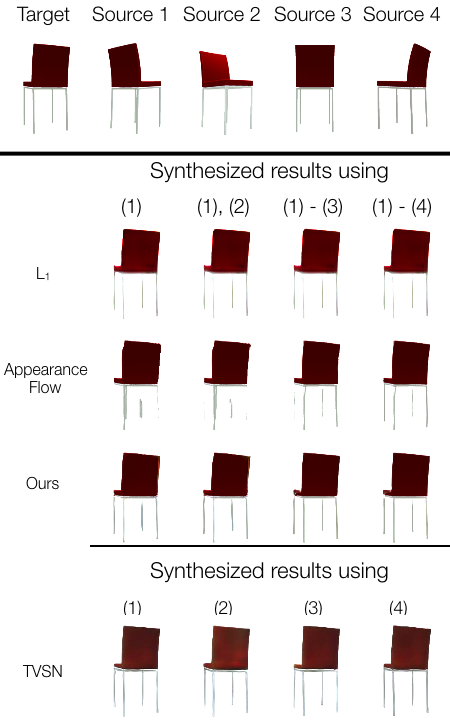 Target Source 1 Source 2 Source 3 Source 4
Synthesized results using
(1) (1), (2) (1) - (3) (1) - (4)
L₁
Appearance
Flow
Ours
Synthesized results using
(1) (2) (3) (4)
TVSN